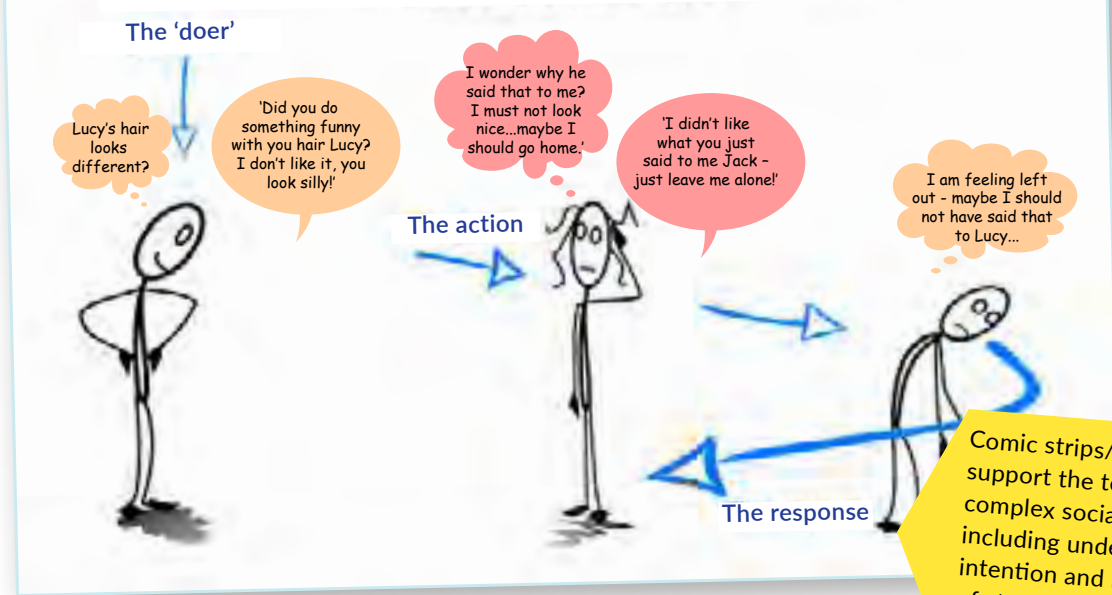 The ‘doer’
Lucy’s hair
looks
different?
‘Did you do
something funny
with you hair Lucy?
I don’t like it, you
look silly!’
The action
I wonder why he
said that to me?
I must not look
nice...maybe I
should go home.’
‘I didn’t like
what you just
said to me Jack –
just leave me alone!’
I am feeling left
out - maybe I should
not have said that
to Lucy...
The response
Comic strips/
support the
complex
including
intention and